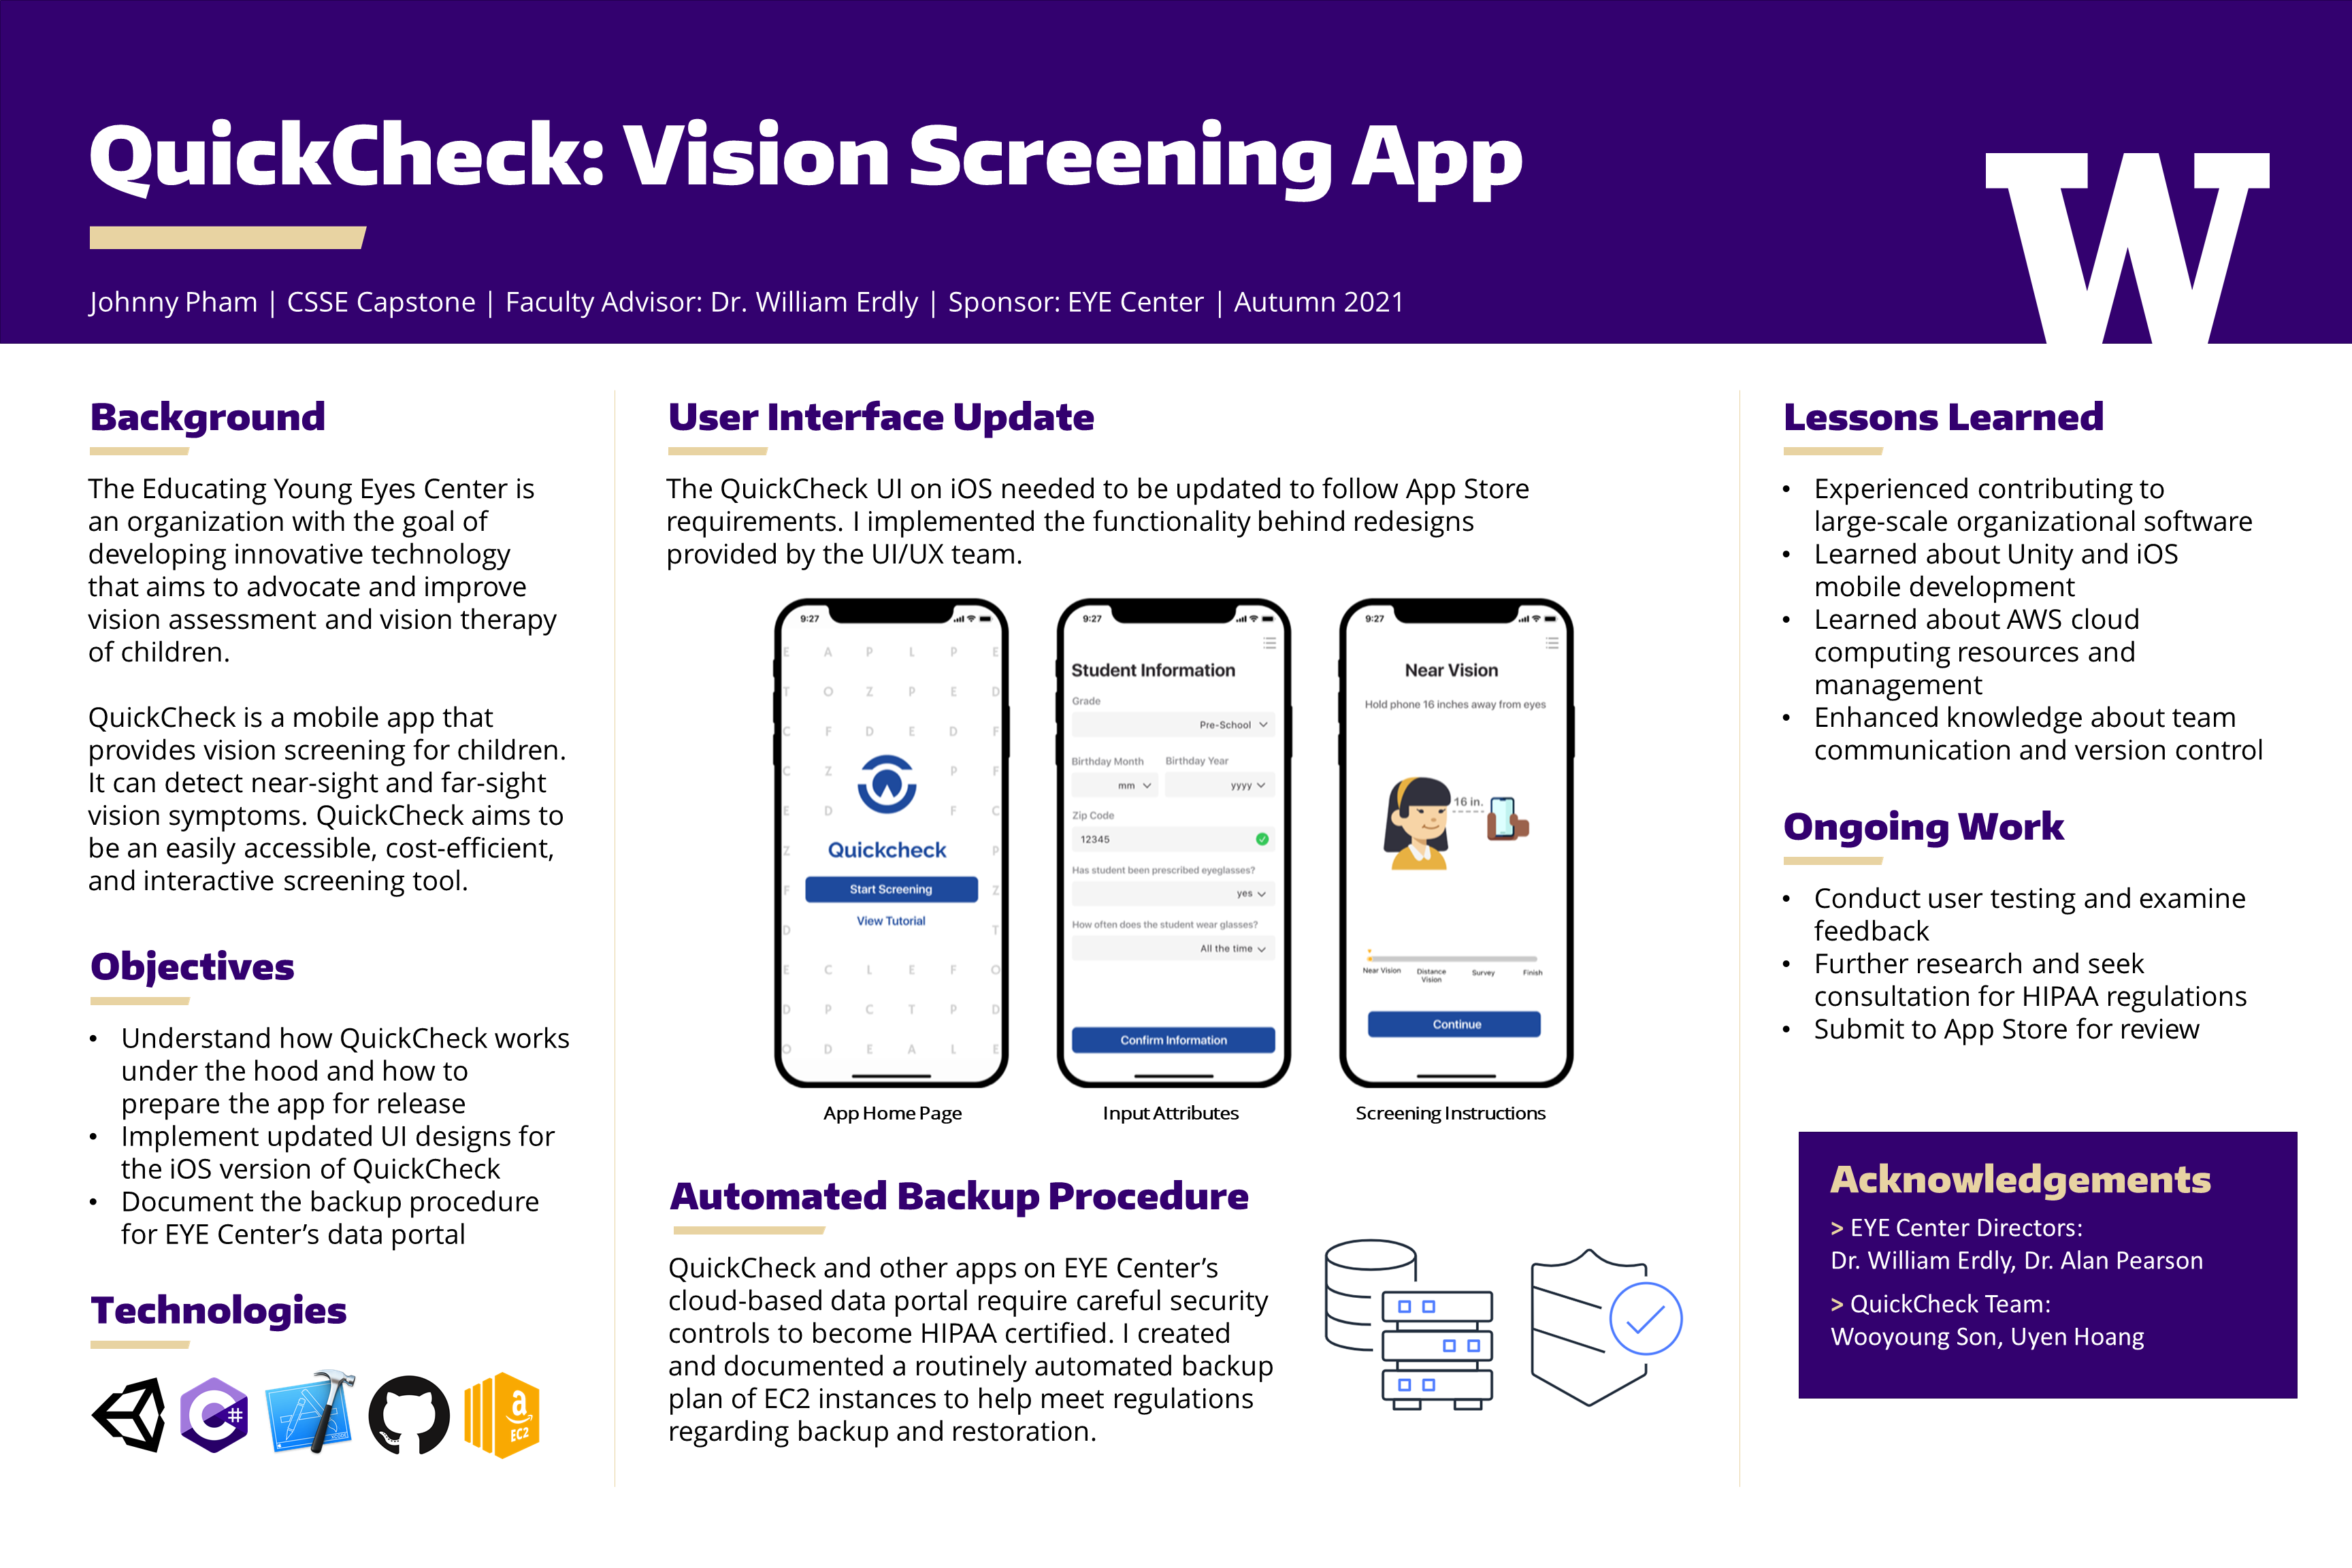 QuickCheck: Vision Screening App
W
Johnny Pham | CSSE Capstone | Faculty Advisor: Dr. William Erdly | Sponsor: EYE Center | Autumn 2021
Background
The Educating Young Eyes Center is
an organization with the goal of
developing innovative technology
that aims to advocate and improve
vision assessment and vision therapy
of children.
QuickCheck is a mobile app that
provides vision screening for children.
It can detect near-sight and far-sight
vision symptoms. QuickCheck aims to
be an easily accessible, cost-efficient,
and interactive screening tool.
Objectives
• Understand how QuickCheck works
under the hood and how to
prepare the app for release
• Implement updated UI designs for
the iOS version of QuickCheck
• Document the backup procedure
for EYE Center’s data portal
Technologies
C#
XCODE
a
EC2
User Interface Update
The QuickCheck UI on iOS needed to be updated to follow App Store
requirements. I implemented the functionality behind redesigns
provided by the UI/UX team.
9:27
E A P L P E
T O Z P E D
C F D E D F
C Z P F
E D F C
Z P
Quickcheck
F Z
Start Screening
View Tutorial
D T
E C L E F O
D P C T P D
O D E A L E
App Home Page
9:27
Student Information
Grade
Pre-School
Birthday Month Birthday Year
mm yyyy
Zip Code
12345
Has student been prescribed eyeglasses?
yes
How often does the student wear glasses?
All the time
Confirm Information
Input Attributes
9:27
Near Vision
Hold phone 16 inches away from eyes
16 in.
Near Vision Distance Survey Finish
Vision
Continue
Screening Instructions
Automated Backup Procedure
QuickCheck and other apps on EYE Center’s
cloud-based data portal require careful security
controls to become HIPAA certified. I created
and documented a routinely automated backup
plan of EC2 instances to help meet regulations
regarding backup and restoration.
Lessons Learned
• Experienced contributing to
large-scale organizational software
• Learned about Unity and iOS
mobile development
• Learned about AWS cloud
computing resources and
management
• Enhanced knowledge about team
communication and version control
Ongoing Work
• Conduct user testing and examine
feedback
• Further research and seek
consultation for HIPAA regulations
• Submit to App Store for review
Acknowledgements
> EYE Center Directors:
Dr. William Erdly, Dr. Alan Pearson
> QuickCheck Team:
Wooyoung Son, Uyen Hoang